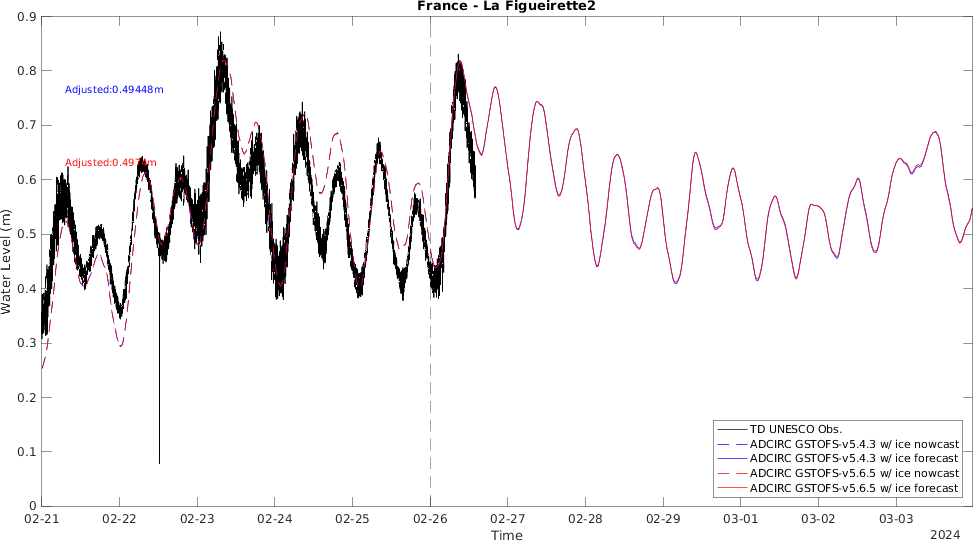 France - La Figueirette2
0.9
0.8
0.7
0.6
0.5
0.4
0.3
0.2
0.1
0
Water Level (m)
Adjusted:0.49448m
TD UNESCO Obs.
ADCIRC GSTOFS-v5.4.3 w/ ice nowcast
ADCIRC GSTOFS-v5.4.3 w/ ice forecast
ADCIRC GSTOFS-v5.6.5 w/ ice nowcast
ADCIRC GSTOFS-v5.6.5 w/ ice forecast
02-21 02-22 02-23 02-24 02-25 02-26 02-27 02-28 02-29 03-01 03-02 03-03
Time
2024